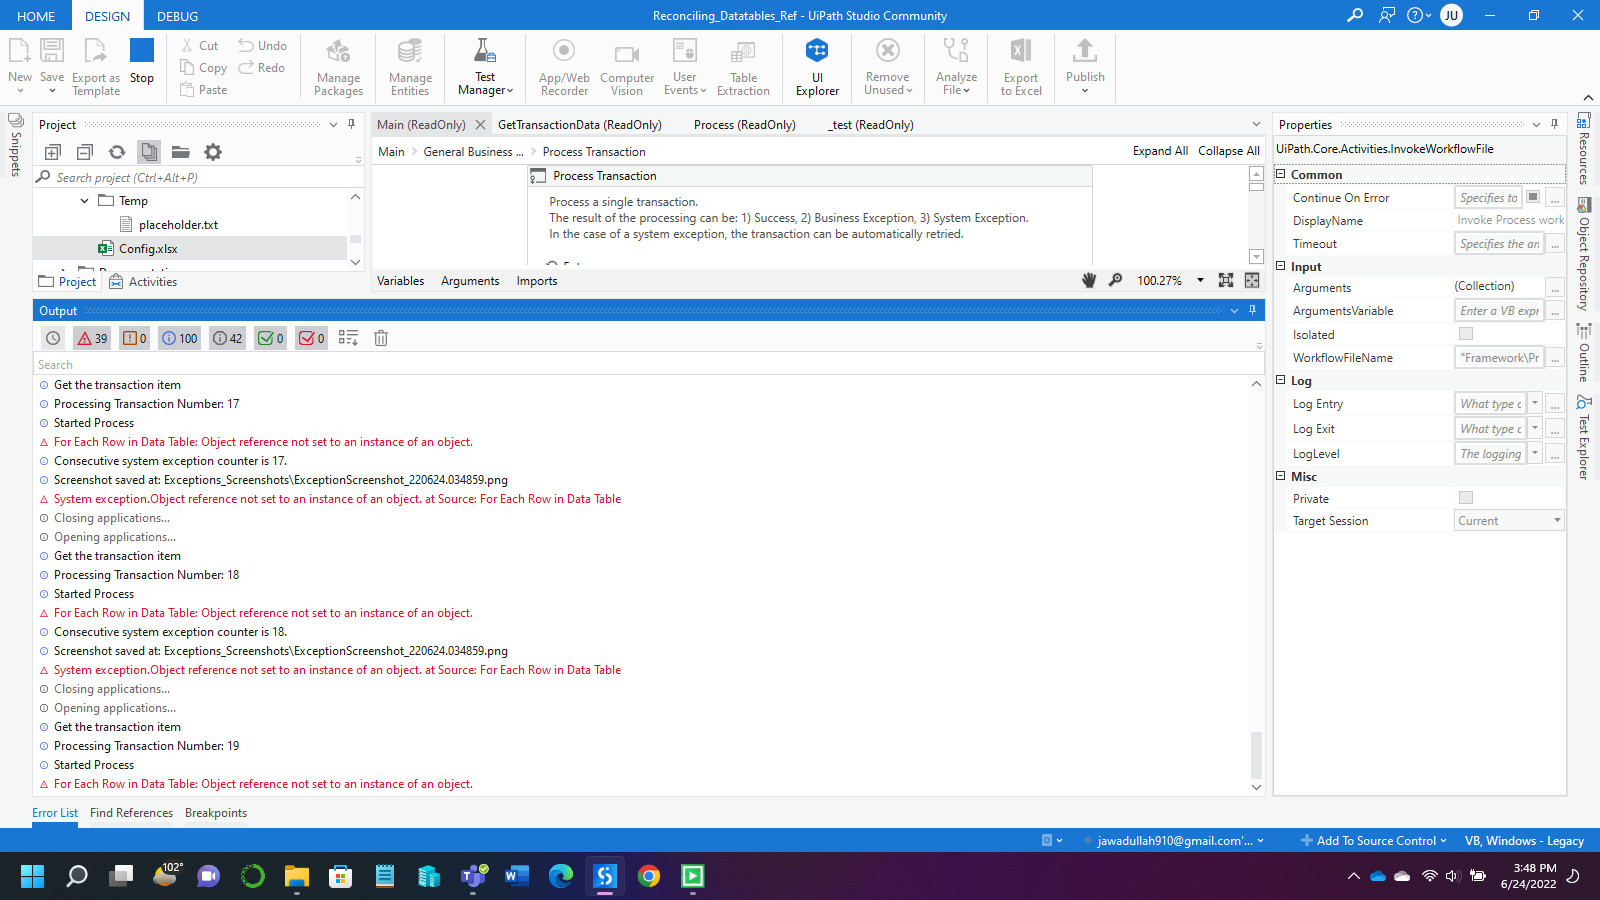 HOME DESIGN DEBUG Reconciling_Datatables_Ref - UiPath Studio Community JU
New Save Export as Template Stop Cut Copy Paste Undo Redo Manage Packages Manage Entities Test Manager App/Web Recorder Computer Vision User Events Table Extraction UI Explorer Remove Unused Analyze File Export to Excel Publish
Snippets
Project
Search project (Ctrl+Alt+P)
Temp
placeholder.txt
Config.xlsx
Project Activities
Main (ReadOnly) GetTransactionData (ReadOnly) Process (ReadOnly) _test (ReadOnly)
Main General Business ... Process Transaction Expand All Collapse All
Process Transaction
Process a single transaction.
The result of the processing can be: 1) Success, 2) Business Exception, 3) System Exception.
In the case of a system exception, the transaction can be automatically retried.
Variables Arguments Imports 100.27%
Output
39 0 100 42 0 0
Search
Get the transaction item
Processing Transaction Number: 17
Started Process
For Each Row in Data Table: Object reference not set to an instance of an object.
Consecutive system exception counter is 17.
Screenshot saved at: Exceptions_Screenshots\ExceptionScreenshot_220624.034859.png
System exception.Object reference not set to an instance of an object. at Source: For Each Row in Data Table
Closing applications...
Opening applications...
Get the transaction item
Processing Transaction Number: 18
Started Process
For Each Row in Data Table: Object reference not set to an instance of an object.
Consecutive system exception counter is 18.
Screenshot saved at: Exceptions_Screenshots\ExceptionScreenshot_220624.034859.png
System exception.Object reference not set to an instance of an object. at Source: For Each Row in Data Table
Closing applications...
Opening applications...
Get the transaction item
Processing Transaction Number: 19
Started Process
For Each Row in Data Table: Object reference not set to an instance of an object.
Error List Find References Breakpoints
Properties
UiPath.Core.Activities.InvokeWorkflowFile
Common
Continue On Error Specifies to ...
DisplayName Invoke Process work
Timeout Specifies the an ...
Input
Arguments (Collection) ...
ArgumentsVariable Enter a VB expr ...
Isolated
WorkflowFileName "Framework\Pr ...
Log
Log Entry What type c ...
Log Exit What type c ...
LogLevel The logging ...
Misc
Private
Target Session Current
Resources
Object Repository
Outline
Test Explorer
jawadullah910@gmail.com'... Add To Source Control VB, Windows - Legacy
102°
3:48 PM
6/24/2022